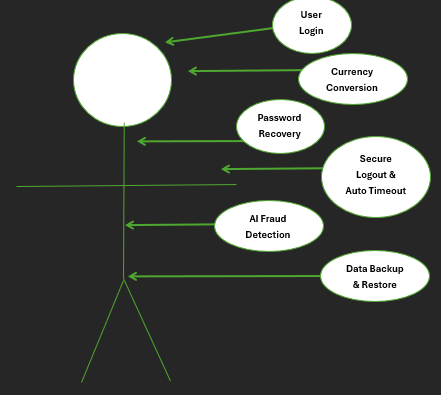 User
Login
Currency
Conversion
Password
Recovery
Secure
Logout &
Auto Timeout
AI Fraud
Detection
Data Backup
& Restore